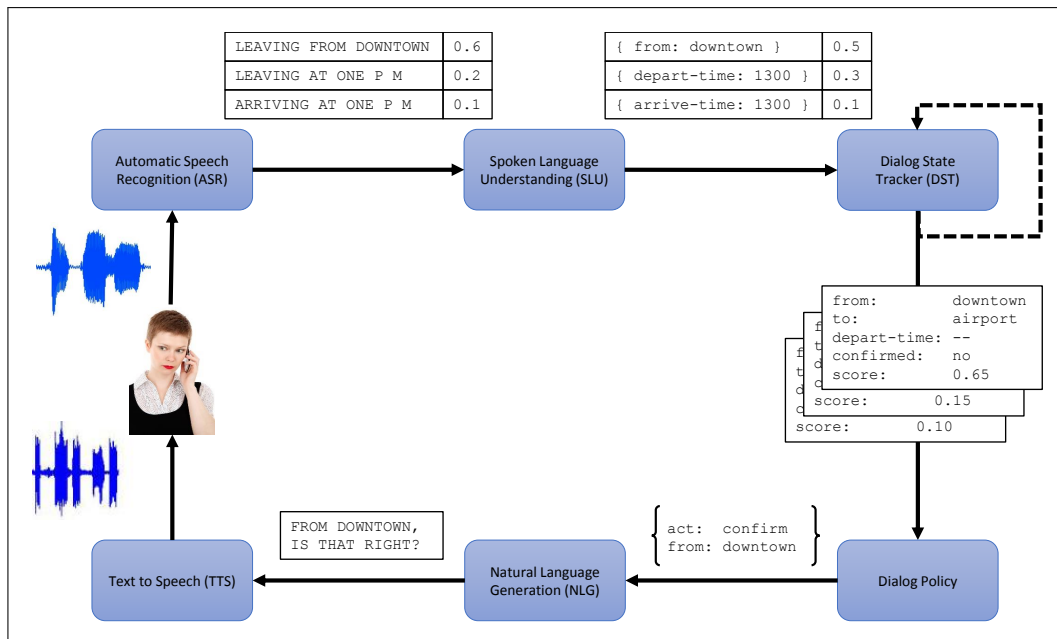 LEAVING FROM DOWNTOWN 0.6
LEAVING AT ONE P M 0.2
ARRIVING AT ONE P M 0.1
{ from: downtown } 0.5
{ depart-time: 1300 } 0.3
{ arrive-time: 1300 } 0.1
Automatic Speech
Recognition (ASR)
Spoken Language
Understanding (SLU)
Dialog State
Tracker (DST)
from: downtown
to: airport
depart-time: --
confirmed: no
score: 0.65
score: 0.15
score: 0.10
act: confirm
from: downtown
FROM DOWNTOWN,
IS THAT RIGHT?
Text to Speech (TTS)
Natural Language
Generation (NLG)
Dialog Policy